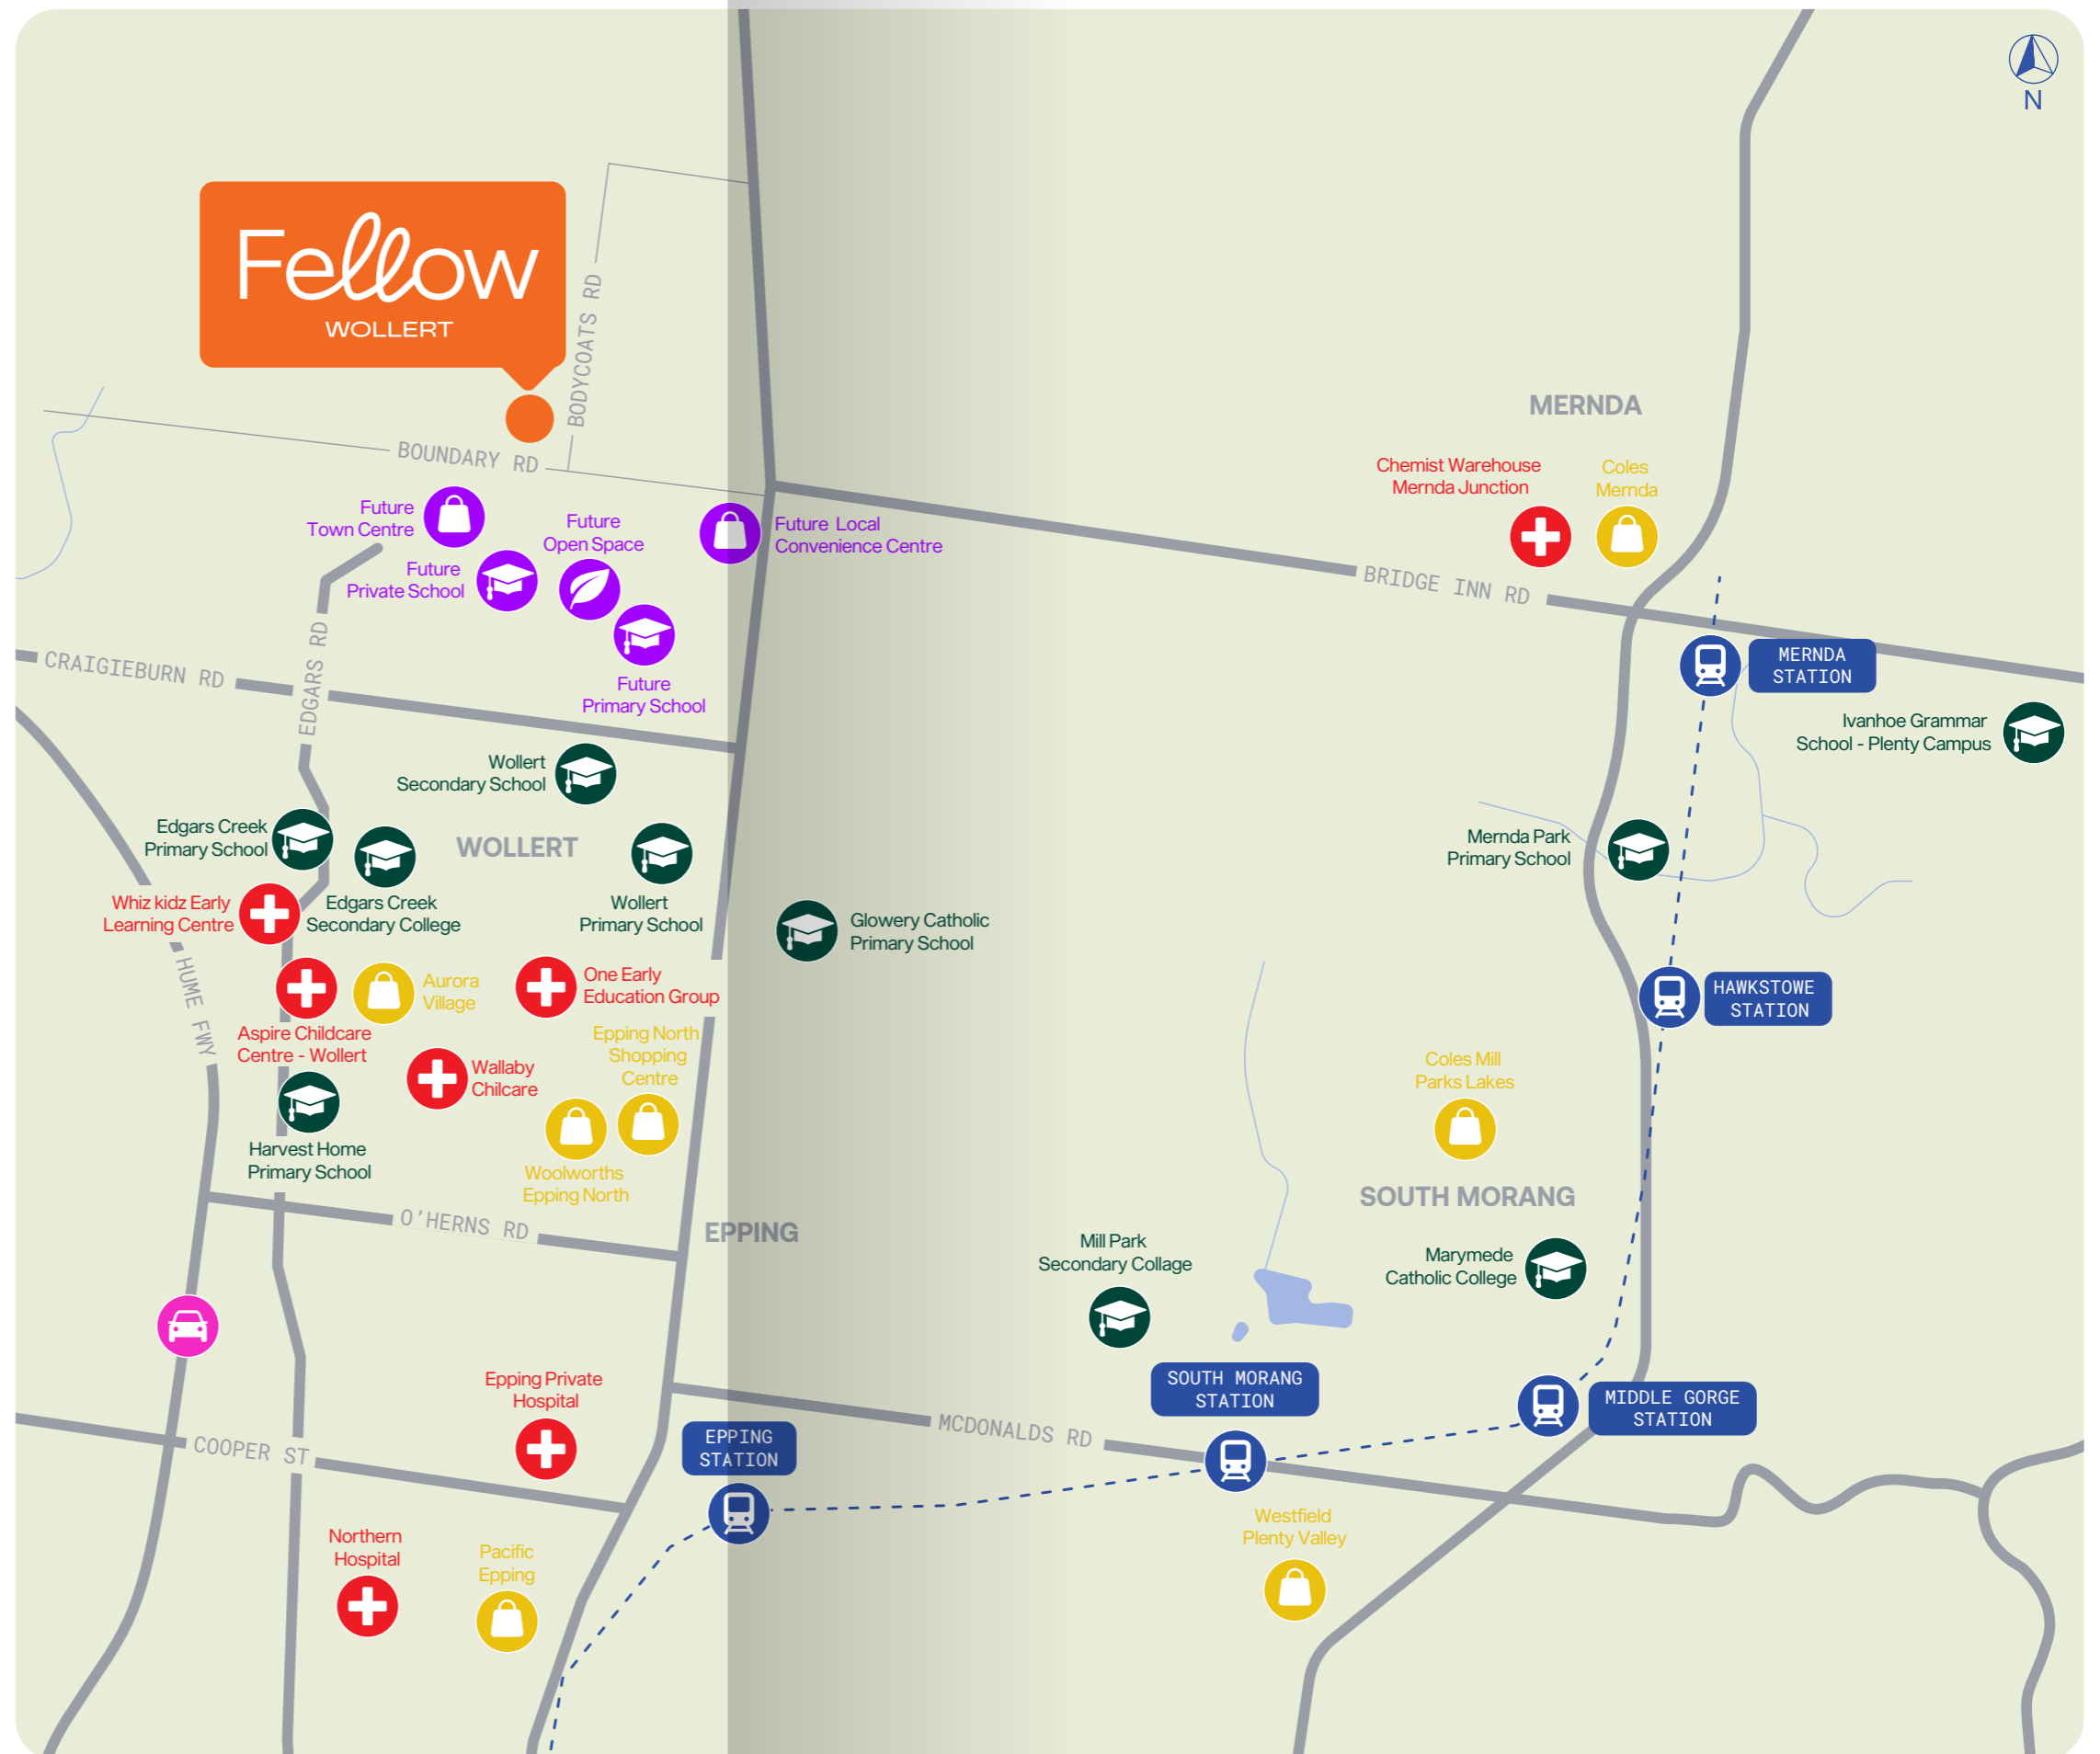 N
Fellow
WOLLERT
BODYCOATS RD
BOUNDARY RD
MERNDA
Chemist Warehouse
Mernda Junction
Coles
Mernda
Future
Town Centre
Future
Open Space
Future Local
Convenience Centre
Future
Private School
BRIDGE INN RD
EDGARS RD
CRAIGIEBURN RD
Future
Primary School
MERNDA
STATION
Ivanhoe Grammar
School - Plenty Campus
Wollert
Secondary School
Edgars Creek
Primary School
WOLLERT
Mernda Park
Primary School
Whiz kidz Early
Learning Centre
Edgars Creek
Secondary College
Wollert
Primary School
Glowery Catholic
Primary School
HUME FWY
Aurora
Village
One Early
Education Group
HAWKSTOWE
STATION
Aspire Childcare
Centre - Wollert
Epping North
Shopping
Centre
Wallaby
Chilcare
Coles Mill
Parks Lakes
Harvest Home
Primary School
Woolworths
Epping North
SOUTH MORANG
O'HERNS RD
EPPING
Mill Park
Secondary Collage
Marymede
Catholic College
Epping Private
Hospital
SOUTH MORANG
STATION
MIDDLE GORGE
STATION
MCDONALDS RD
EPPING
STATION
COOPER ST
Northern
Hospital
Pacific
Epping
Westfield
Plenty Valley